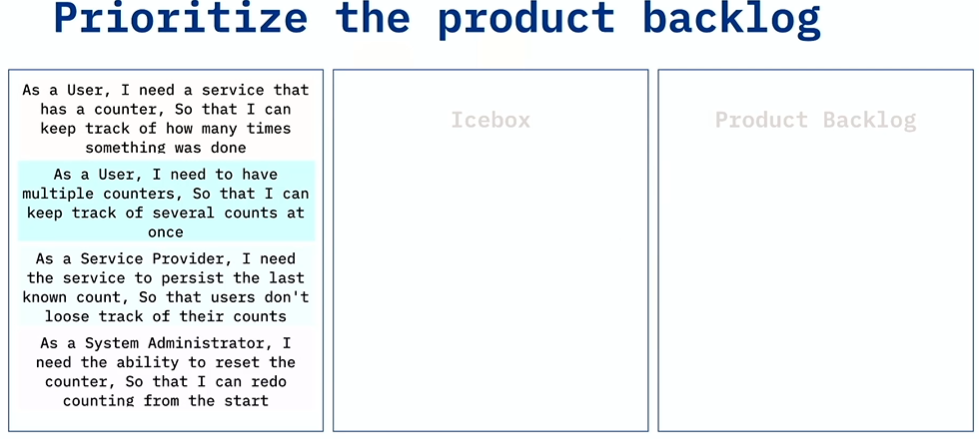 Prioritize the product backlog
As a User, I need a service that
has a counter, So that I can
keep track of how many times
something was done
As a User, I need to have
multiple counters, So that I can
keep track of several counts at
once
As a Service Provider, I need
the service to persist the last
known count, So that users don't
loose track of their counts
As a System Administrator, I
need the ability to reset the
counter, So that I can redo
counting from the start
Icebox
Product Backlog